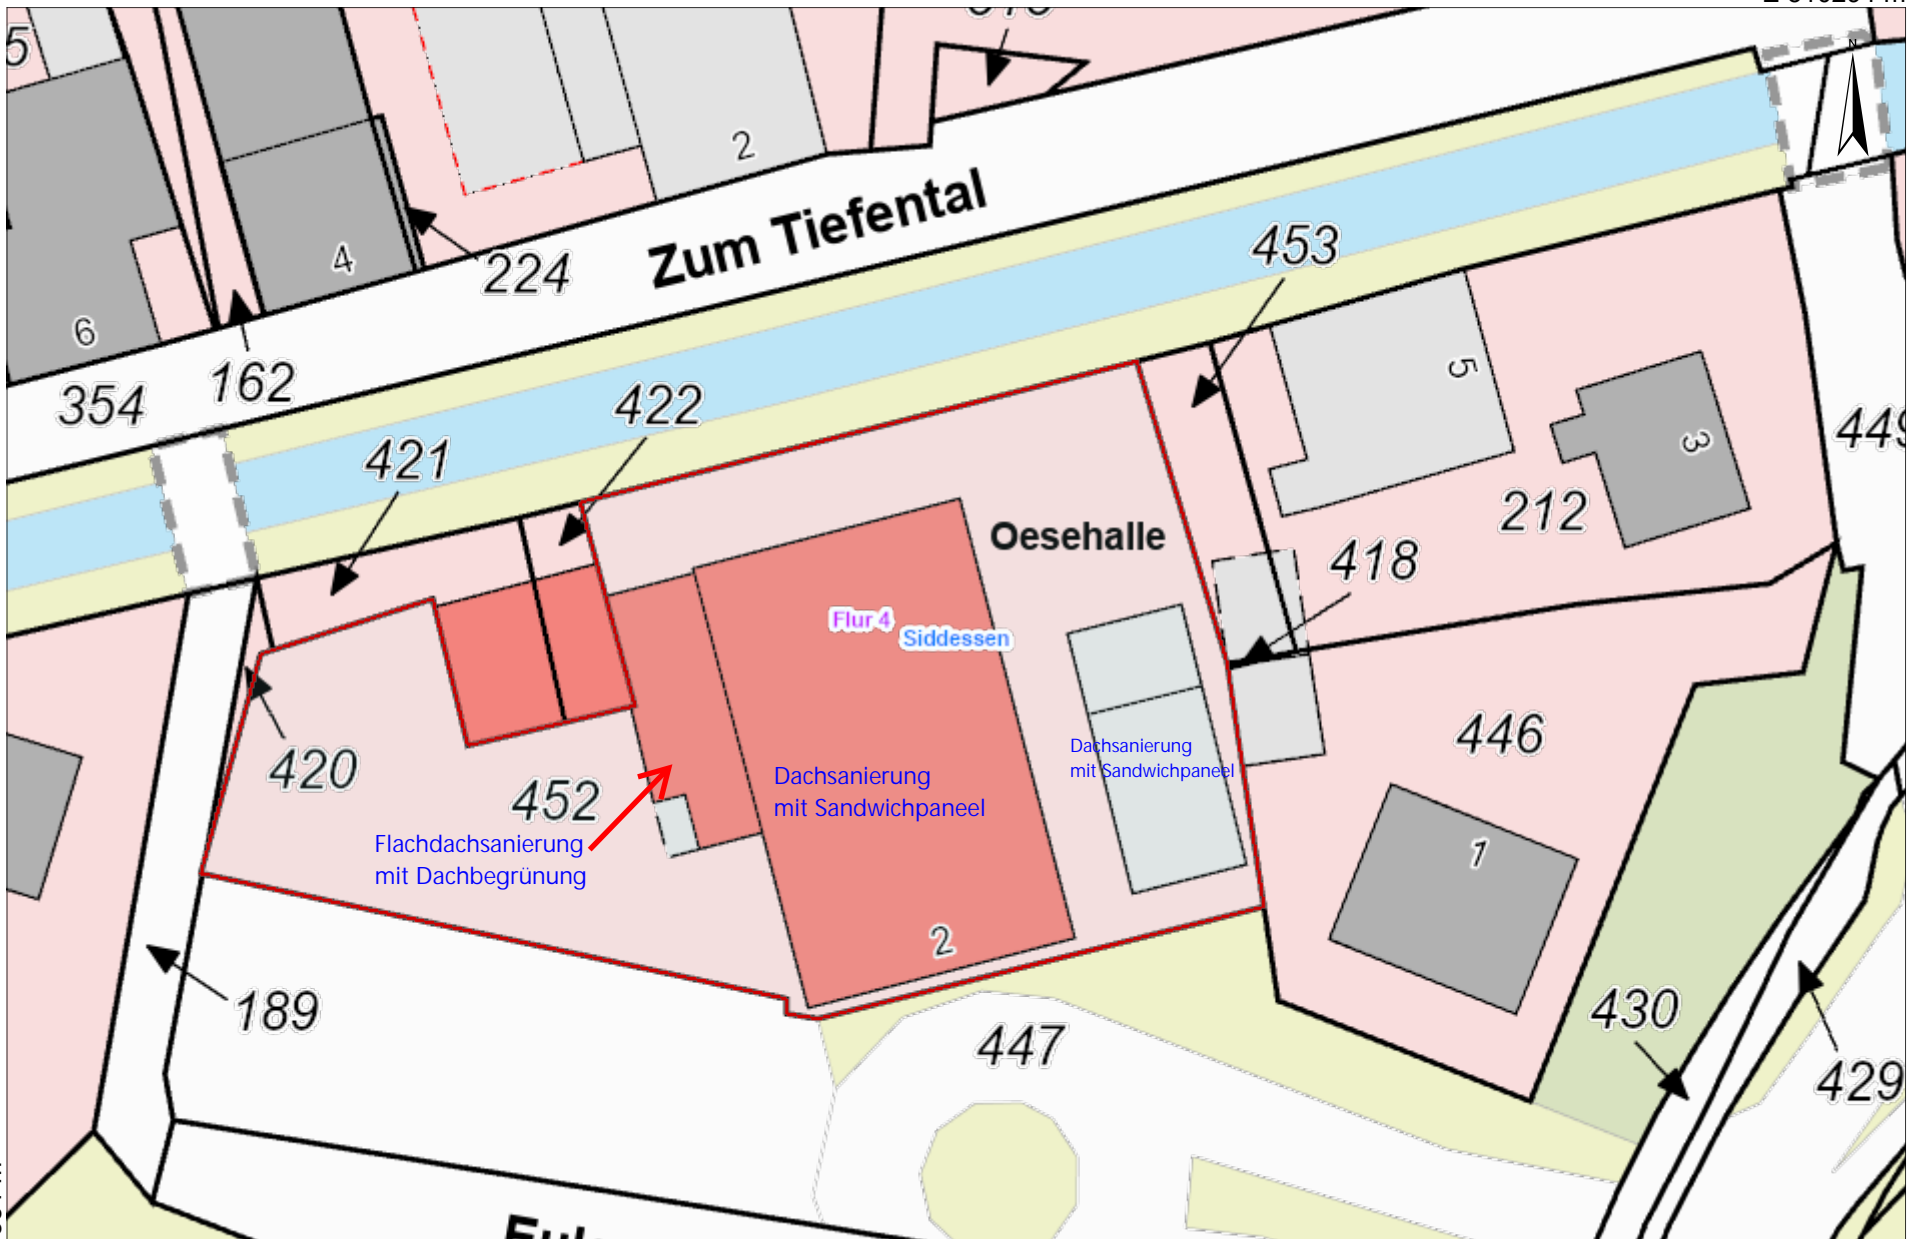 5
2
4
6
Zum Tiefental
224
453
162
354
422
421
5
3
449
212
Oesehalle
418
Flur 4
Siddessen
420
452
446
Dachsanierung
mit Sandwichpaneel
Dachsanierung
mit Sandwichpaneel
Flachdachsanierung
mit Dachbegrünung
1
2
189
430
447
429
N